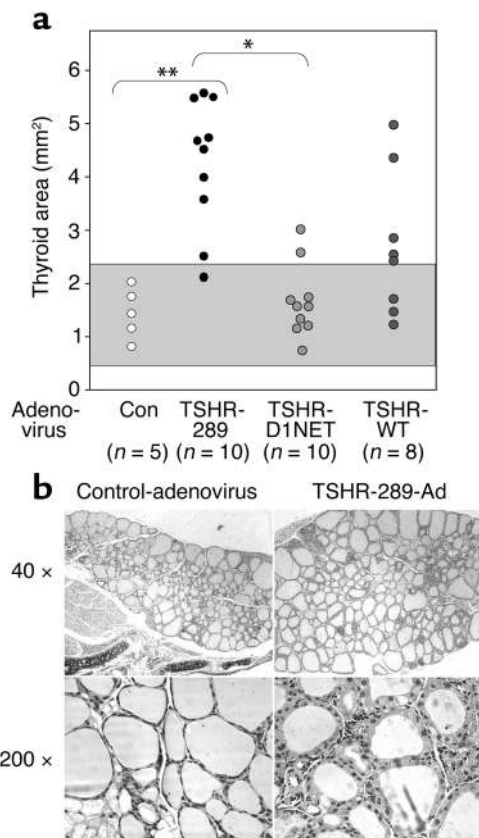 a
** *
6
5
4
3
2
1
0
Thyroid area (mm²)
Adeno-
virus
Con
(n = 5)
TSHR-
289
(n = 10)
TSHR-
D1NET
(n = 10)
TSHR-
WT
(n = 8)
b
Control-adenovirus TSHR-289-Ad
40 ×
200 ×